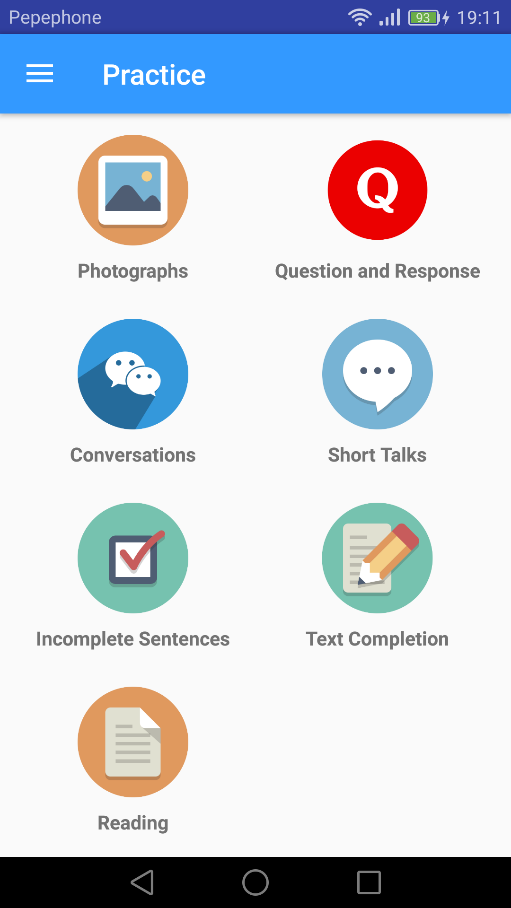 Pepephone 93 19:11
Practice
Q
Photographs Question and Response
Conversations Short Talks
Incomplete Sentences Text Completion
Reading